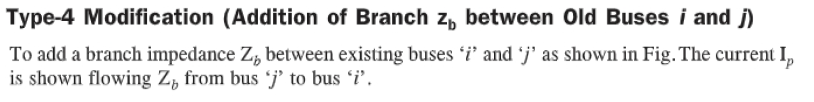 Type-4 Modification (Addition of Branch z_b between Old Buses i and j)
To add a branch impedance Z_b between existing buses ‘i’ and ‘j’ as shown in Fig. The current I_p
is shown flowing Z_b from bus ‘j’ to bus ‘i’.